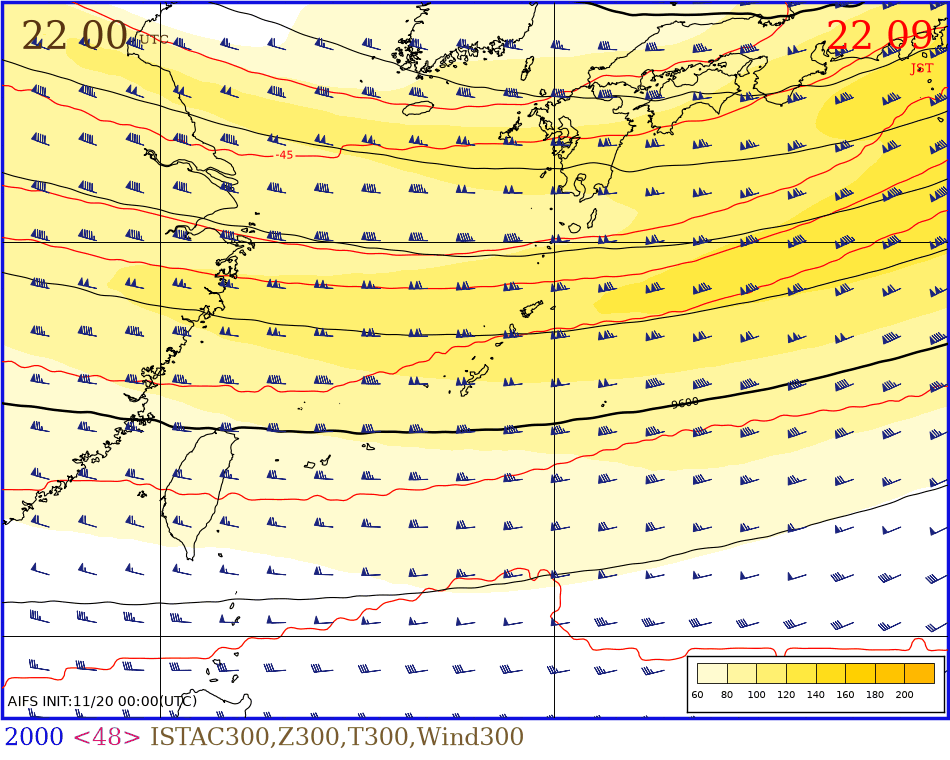 22 00 UTC
22 09
JST
-45
9600
60 80 100 120 140 160 180 200
AIFS INIT:11/20 00:00(UTC)
2000 <48> ISTAC300,Z300,T300,Wind300